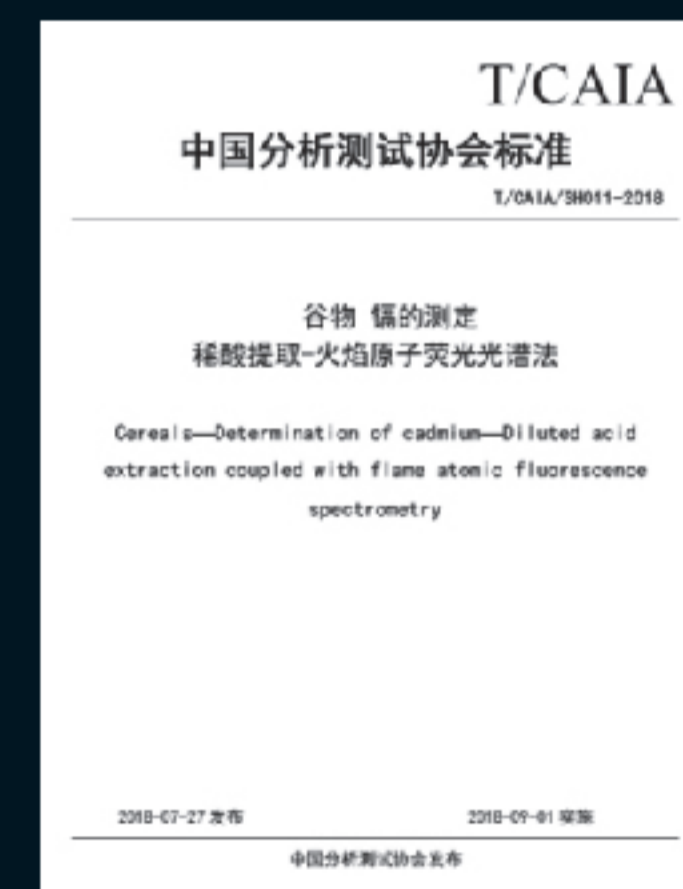 T/CAIA
中国分析测试协会标准
T/CAIA/SH011-2018
谷物 镉的测定
稀酸提取-火焰原子荧光光谱法
Cereals—Determination of cadmium—Diluted acid
extraction coupled with flame atomic fluorescence
spectrometry
2018-07-27 发布
2018-09-01 实施
中国分析测试协会发布